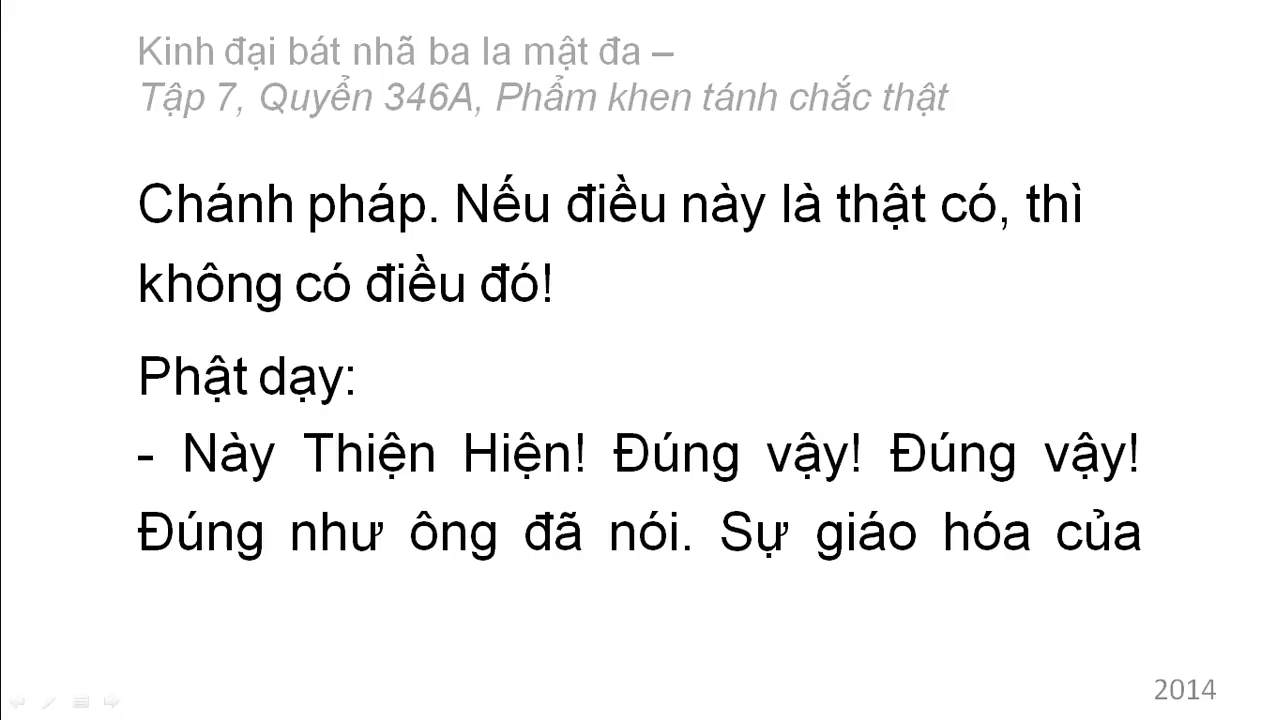 Kinh đại bát nhã ba la mật đa –
Tập 7, Quyển 346A, Phẩm khen tánh chắc thật
Chánh pháp. Nếu điều này là thật có, thì
không có điều đó!
Phật dạy:
- Này Thiện Hiện! Đúng vậy! Đúng vậy!
Đúng như ông đã nói. Sự giáo hóa của
2014